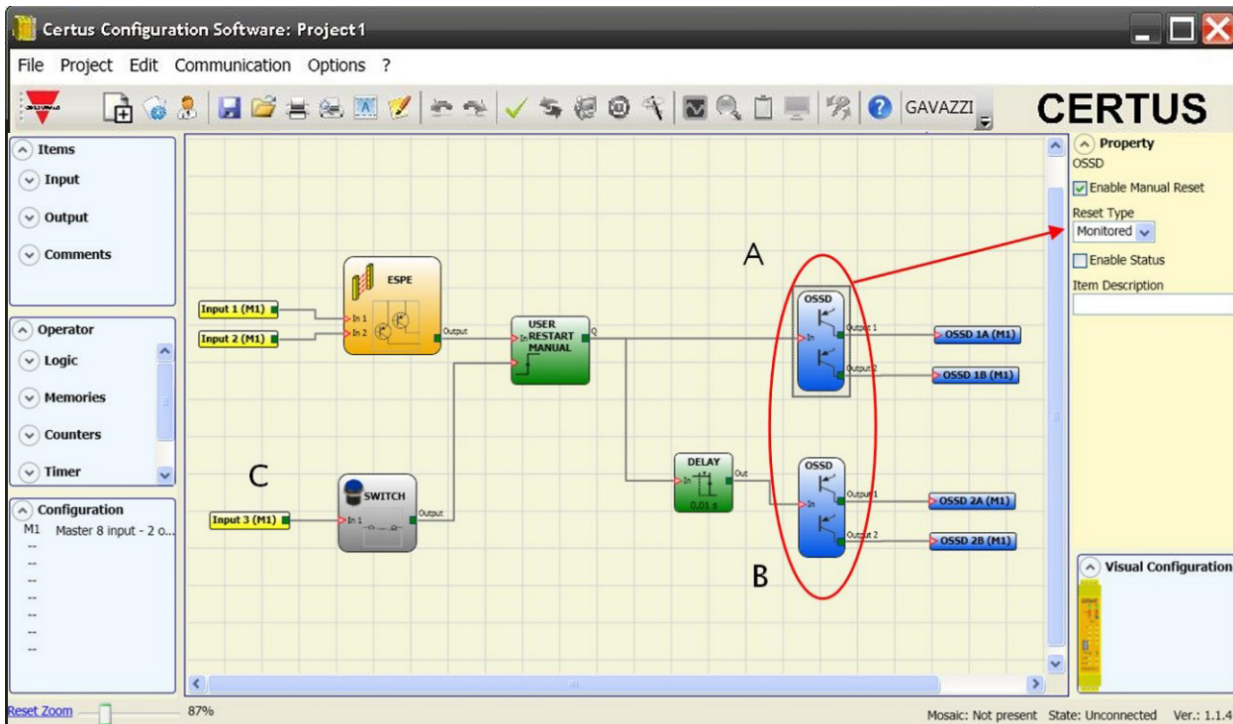 Certus Configuration Software: Project1
File Project Edit Communication Options ?
GAVAZZI
CERTUS
Items
Input
Output
Comments
Operator
Logic
Memories
Counters
Timer
Configuration
M1 Master 8 input - 2 o...
--
--
--
--
--
--
--
Input 1 (M1)
Input 2 (M1)
ESPE
In 1
In 2
Output
USER
RESTART
MANUAL
In
Q
A
OSSD
In
Output 1
Output 2
OSSD 1A (M1)
OSSD 1B (M1)
C
Input 3 (M1)
SWITCH
In 1
Output
DELAY
In
Out
0,01 s
OSSD
In
Output 1
Output 2
OSSD 2A (M1)
OSSD 2B (M1)
B
Property
OSSD
Enable Manual Reset
Reset Type
Monitored
Enable Status
Item Description
Visual Configuration
Reset Zoom 87%
Mosaic: Not present State: Unconnected Ver.: 1.1.4